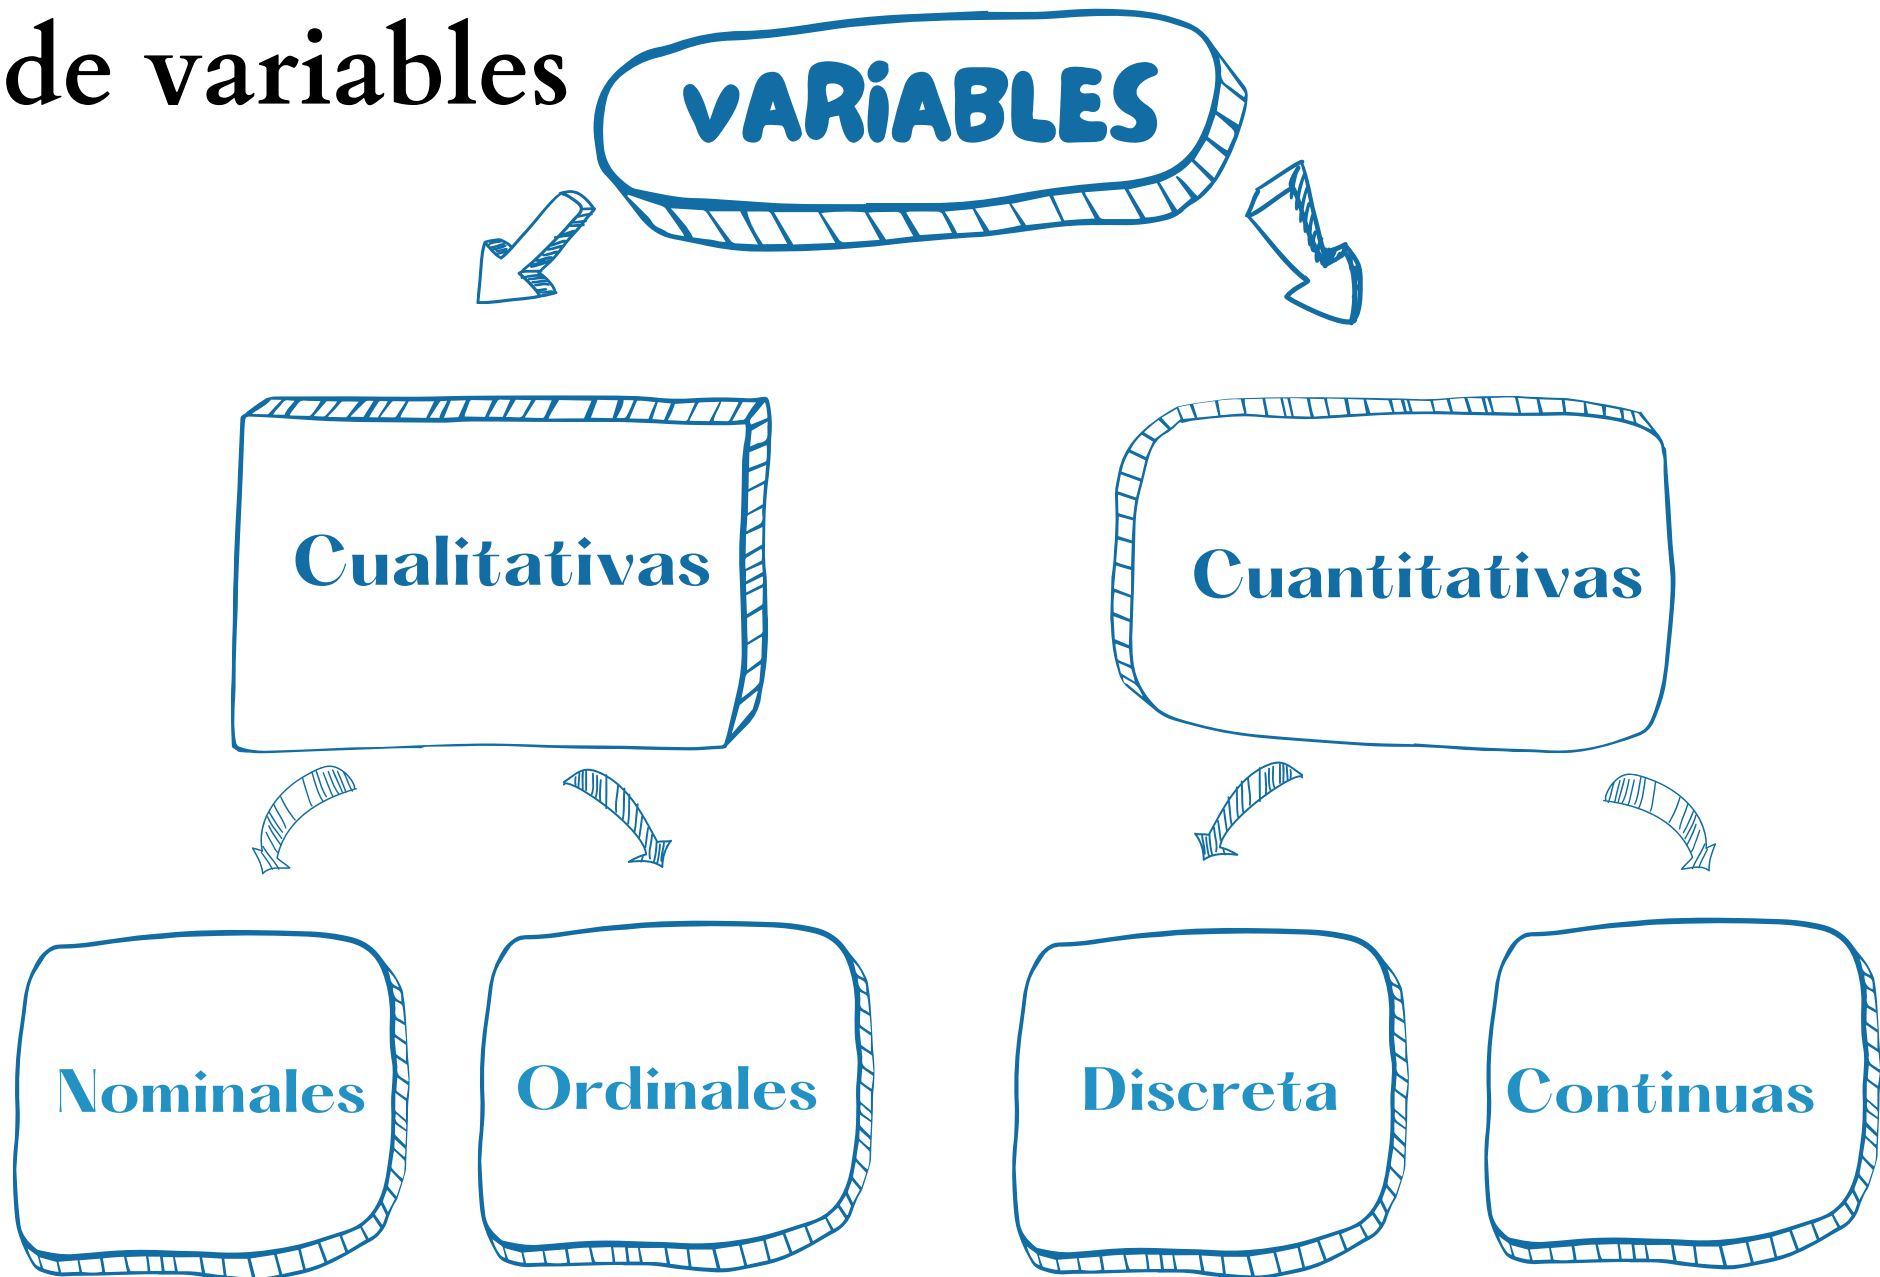 de variables
VARiABLES
Cualitativas
Cuantitativas
Nominales
Ordinales
Discreta
Continuas